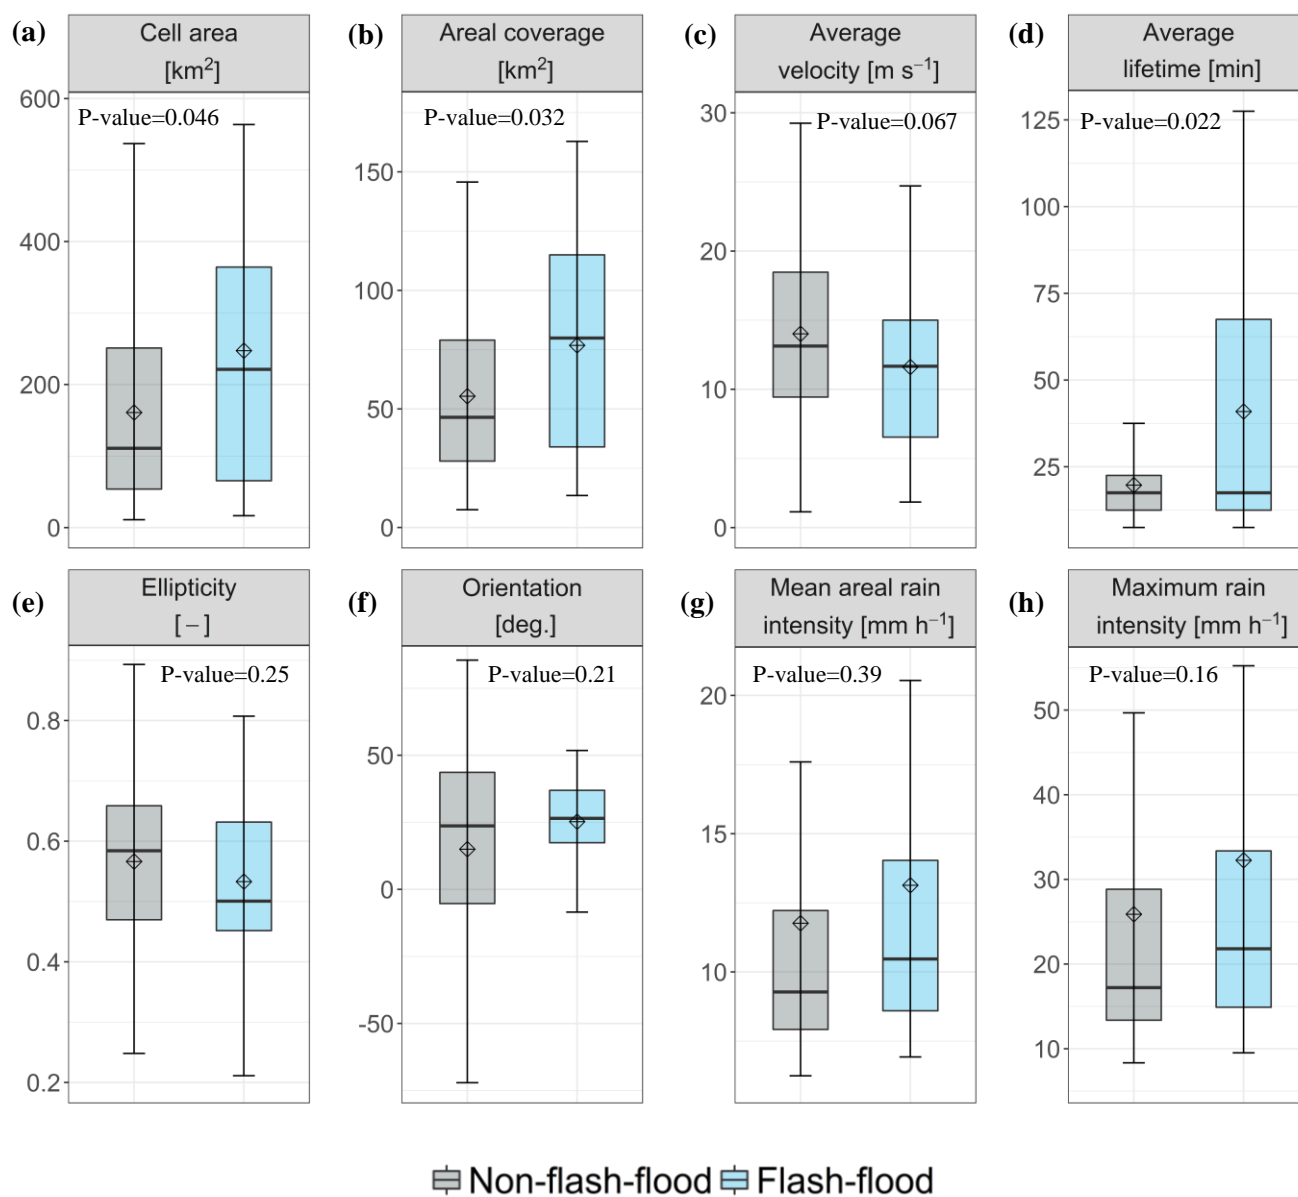 (a)
Cell area
[km²]
P-value=0.046
600
400
200
0
(b)
Areal coverage
[km²]
P-value=0.032
150
100
50
0
(c)
Average
velocity [m s⁻¹]
P-value=0.067
30
20
10
0
(d)
Average
lifetime [min]
P-value=0.022
125
100
75
50
25
(e)
Ellipticity
[−]
P-value=0.25
0.8
0.6
0.4
0.2
(f)
Orientation
[deg.]
P-value=0.21
50
0
-50
(g)
Mean areal rain
intensity [mm h⁻¹]
P-value=0.39
20
15
10
(h)
Maximum rain
intensity [mm h⁻¹]
P-value=0.16
50
40
30
20
10
Non-flash-flood Flash-flood